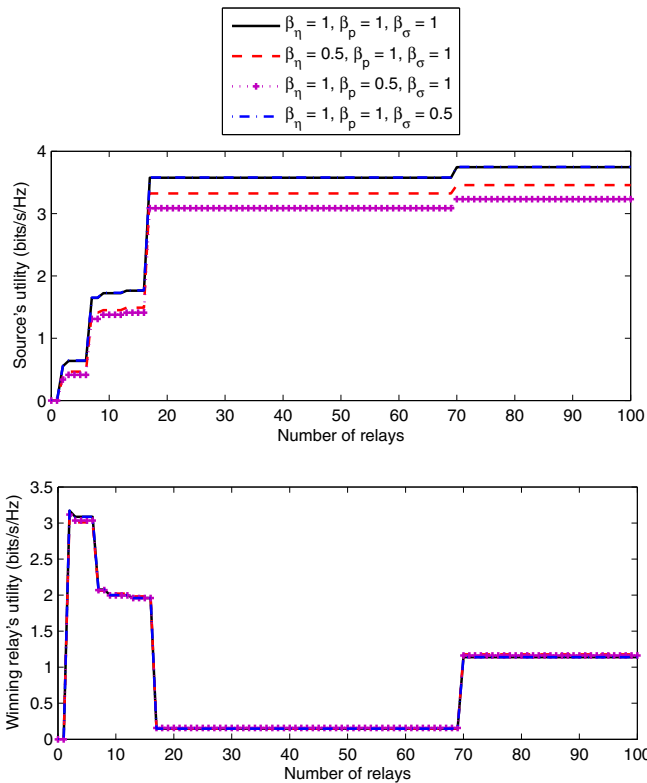 β_η = 1, β_p = 1, β_σ = 1
β_η = 0.5, β_p = 1, β_σ = 1
β_η = 1, β_p = 0.5, β_σ = 1
β_η = 1, β_p = 1, β_σ = 0.5
4
3
2
1
0
Source's utility (bits/s/Hz)
0 10 20 30 40 50 60 70 80 90 100
Number of relays
3.5
3
2.5
2
1.5
1
0.5
0
Winning relay's utility (bits/s/Hz)
0 10 20 30 40 50 60 70 80 90 100
Number of relays